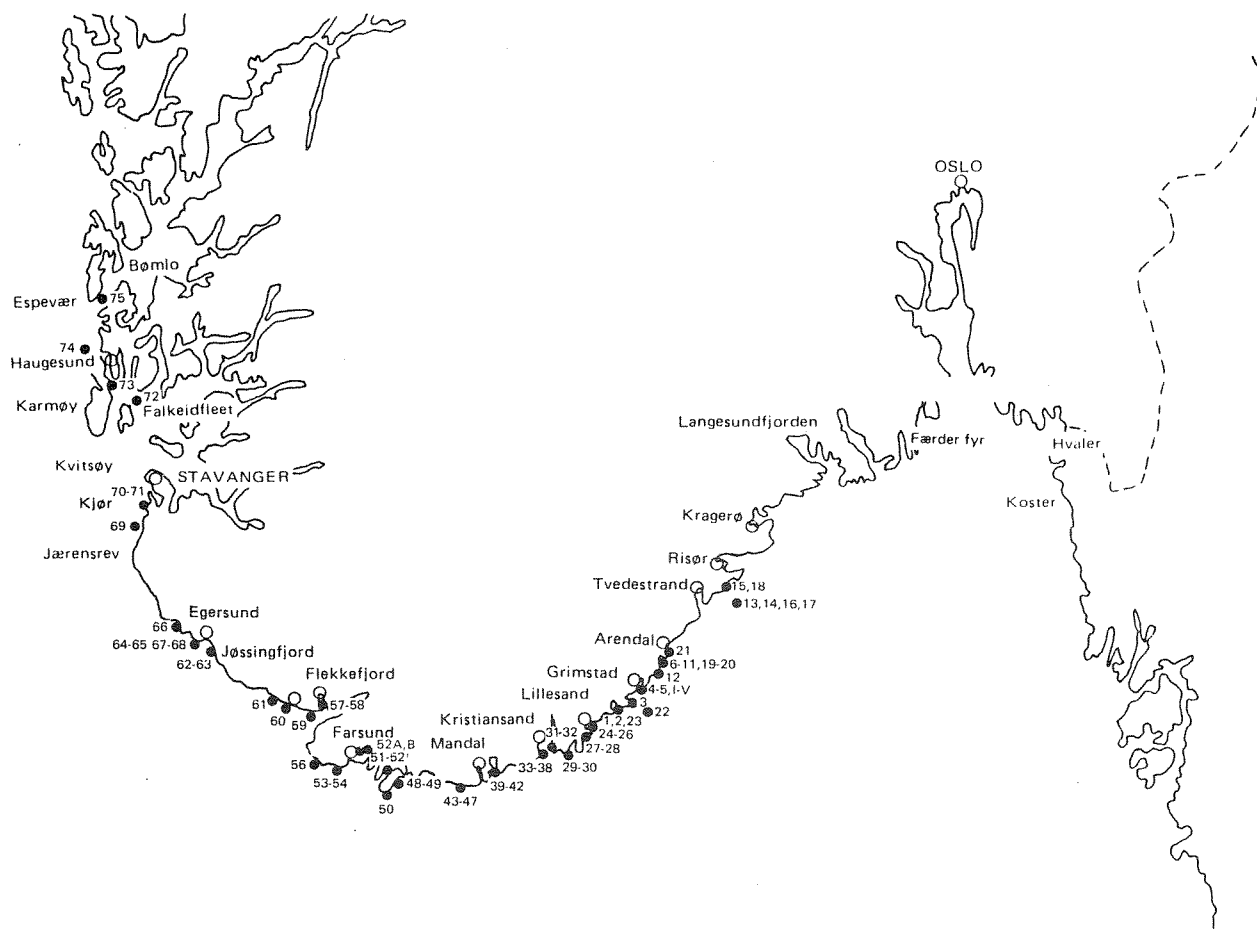 OSLO
Bømlo
Espevær
75
74
Haugesund
73
72
Karmøy
Falkeidfleet
Langesundfjorden
Færder fyr
Hvaler
Kvitsøy
STAVANGER
70-71
Kjør
69
Koster
Kragerø
Jærensrev
Risør
Tvedestrand
15,18
13,14,16,17
Egersund
66
64-65 67-68
62-63
Jøssingfjord
Arendal
21
6-11,19-20
12
Grimstad
4-5,I-V
3
22
Flekkefjord
57-58
61
60
59
Lillesand
1,2,23
24-26
27-28
Kristiansand
31-32
29-30
33-38
Farsund
52A,B
51-52'
Mandal
56
53-54
48-49
50
43-47
39-42